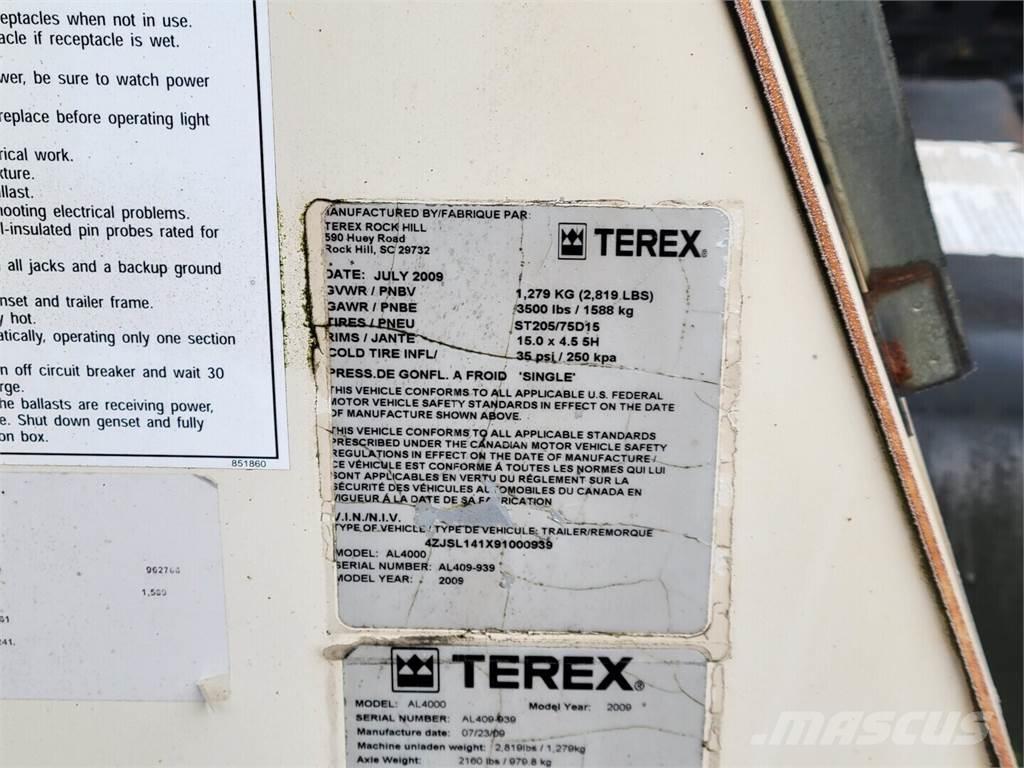 eptacles when not in use.
acle if receptacle is wet.
wer, be sure to watch power
replace before operating light
rical work.
xture.
llast.
hooting electrical problems.
l-insulated pin probes rated for
all jacks and a backup ground
nset and trailer frame.
y hot.
atically, operating only one section
n off circuit breaker and wait 30
rge.
he ballasts are receiving power,
e. Shut down genset and fully
on box.
851860
962768
1,589
61
241.
MANUFACTURED BY/FABRIQUE PAR:
TEREX ROCK HILL
590 Huey Road
Rock Hill, SC 29732
TEREX®
DATE: JULY 2009
GVWR / PNBV 1,279 KG (2,819 LBS)
GAWR / PNBE 3500 lbs / 1588 kg
TIRES / PNEU ST205/75D15
RIMS / JANTE 15.0 x 4.5 5H
COLD TIRE INFL/ 35 psi / 250 kpa
PRESS.DE GONFL. A FROID 'SINGLE'
THIS VEHICLE CONFORMS TO ALL APPLICABLE U.S. FEDERAL
MOTOR VEHICLE SAFETY STANDARDS IN EFFECT ON THE DATE
OF MANUFACTURE SHOWN ABOVE.
THIS VEHICLE CONFORMS TO ALL APPLICABLE STANDARDS
PRESCRIBED UNDER THE CANADIAN MOTOR VEHICLE SAFETY
REGULATIONS IN EFFECT ON THE DATE OF MANUFACTURE /
CE VÉHICULE EST CONFORME À TOUTES LES NORMES QUI LUI
SONT APPLICABLES EN VERTU DU RÉGLEMENT SUR LA
SÉCURITÉ DES VÉHICULES AUTOMOBILES DU CANADA EN
VIGUEUR À LA DATE DE SA FABRICATION
V.I.N./N.I.V.
TYPE OF VEHICLE / TYPE DE VEHICULE: TRAILER/REMORQUE
4ZJSL141X91000939
MODEL: AL4000
SERIAL NUMBER: AL409-939
MODEL YEAR: 2009
TEREX®
MODEL: AL4000 Model Year: 2009
SERIAL NUMBER: AL409-939
Manufacture date: 07/23/09
Machine unladen weight: 2,819lbs / 1,279kg
Axle Weight: 2160 lbs / 979.8 kg
MASCUS